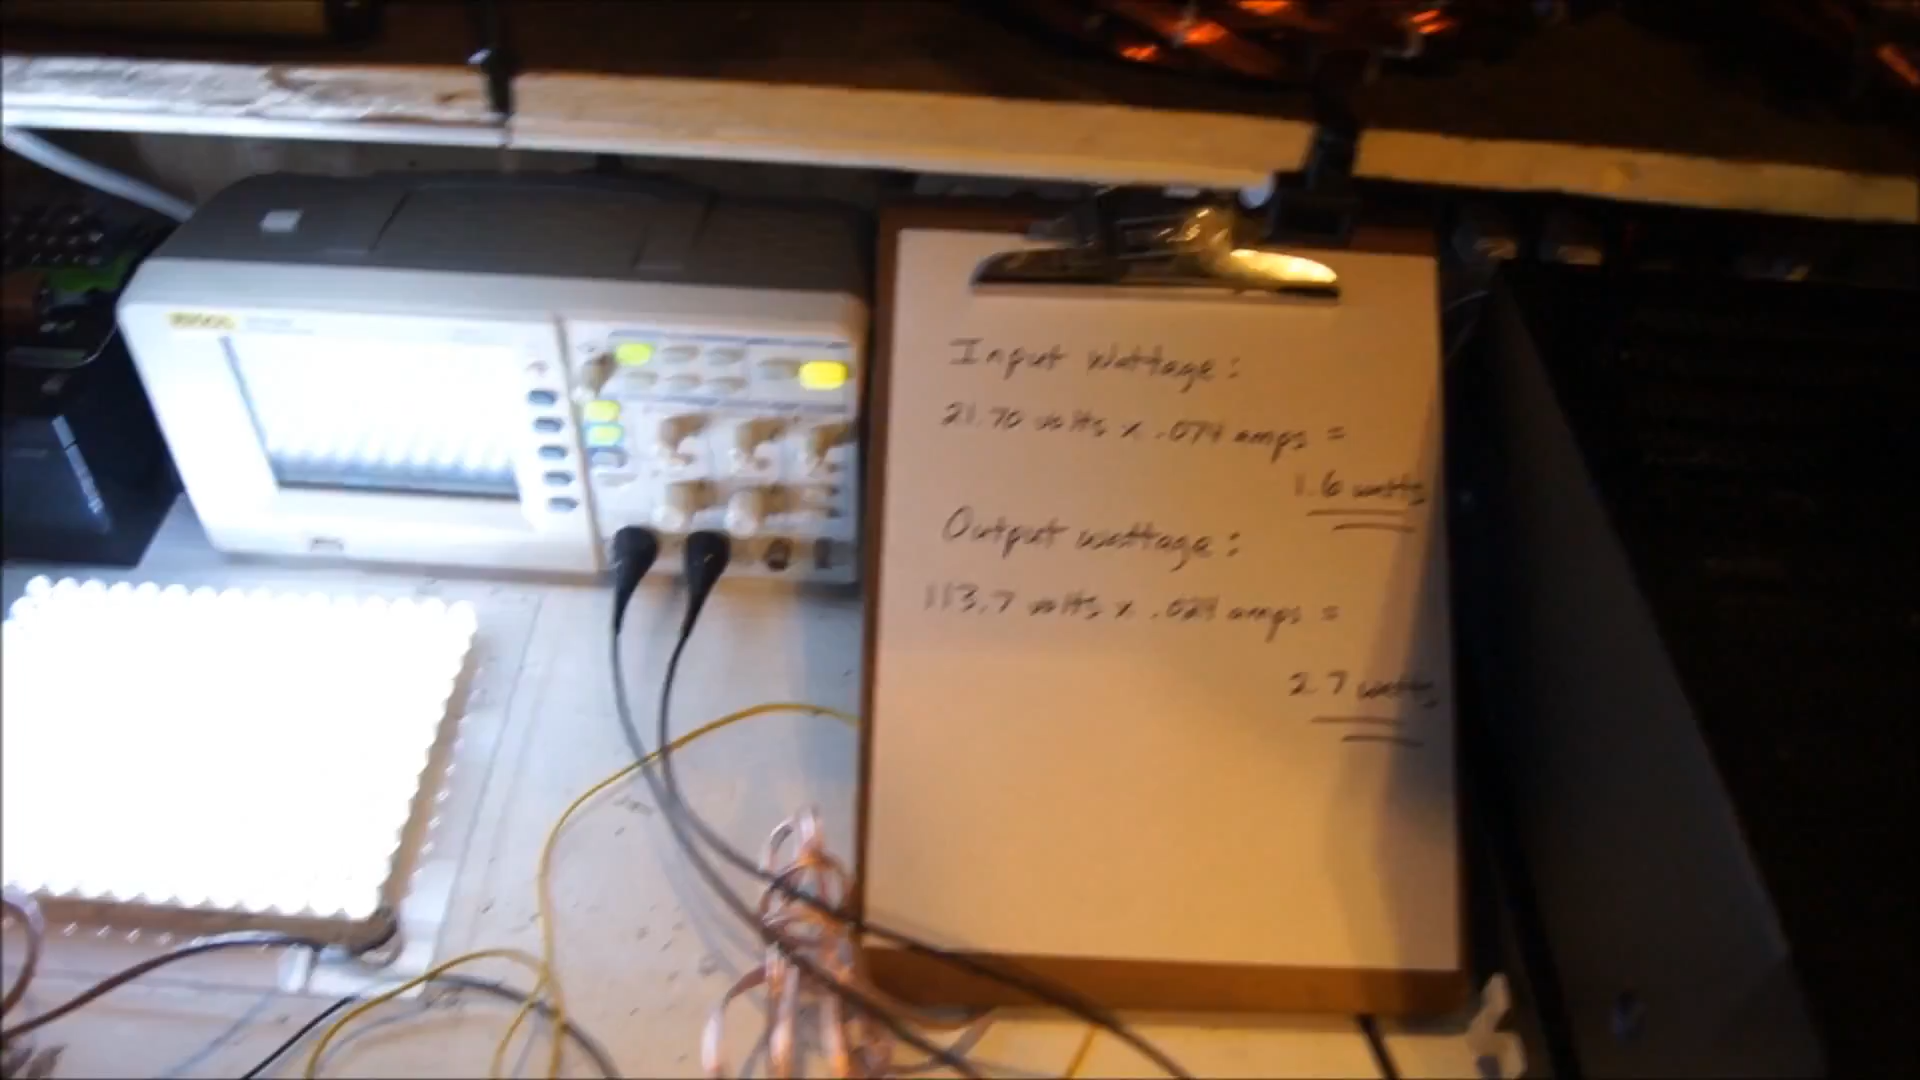 RIGOL
Input Wattage:
21.70 volts x .074 amps =
1.6 watts
Output wattage:
113.7 volts x .024 amps =
2.7 watts